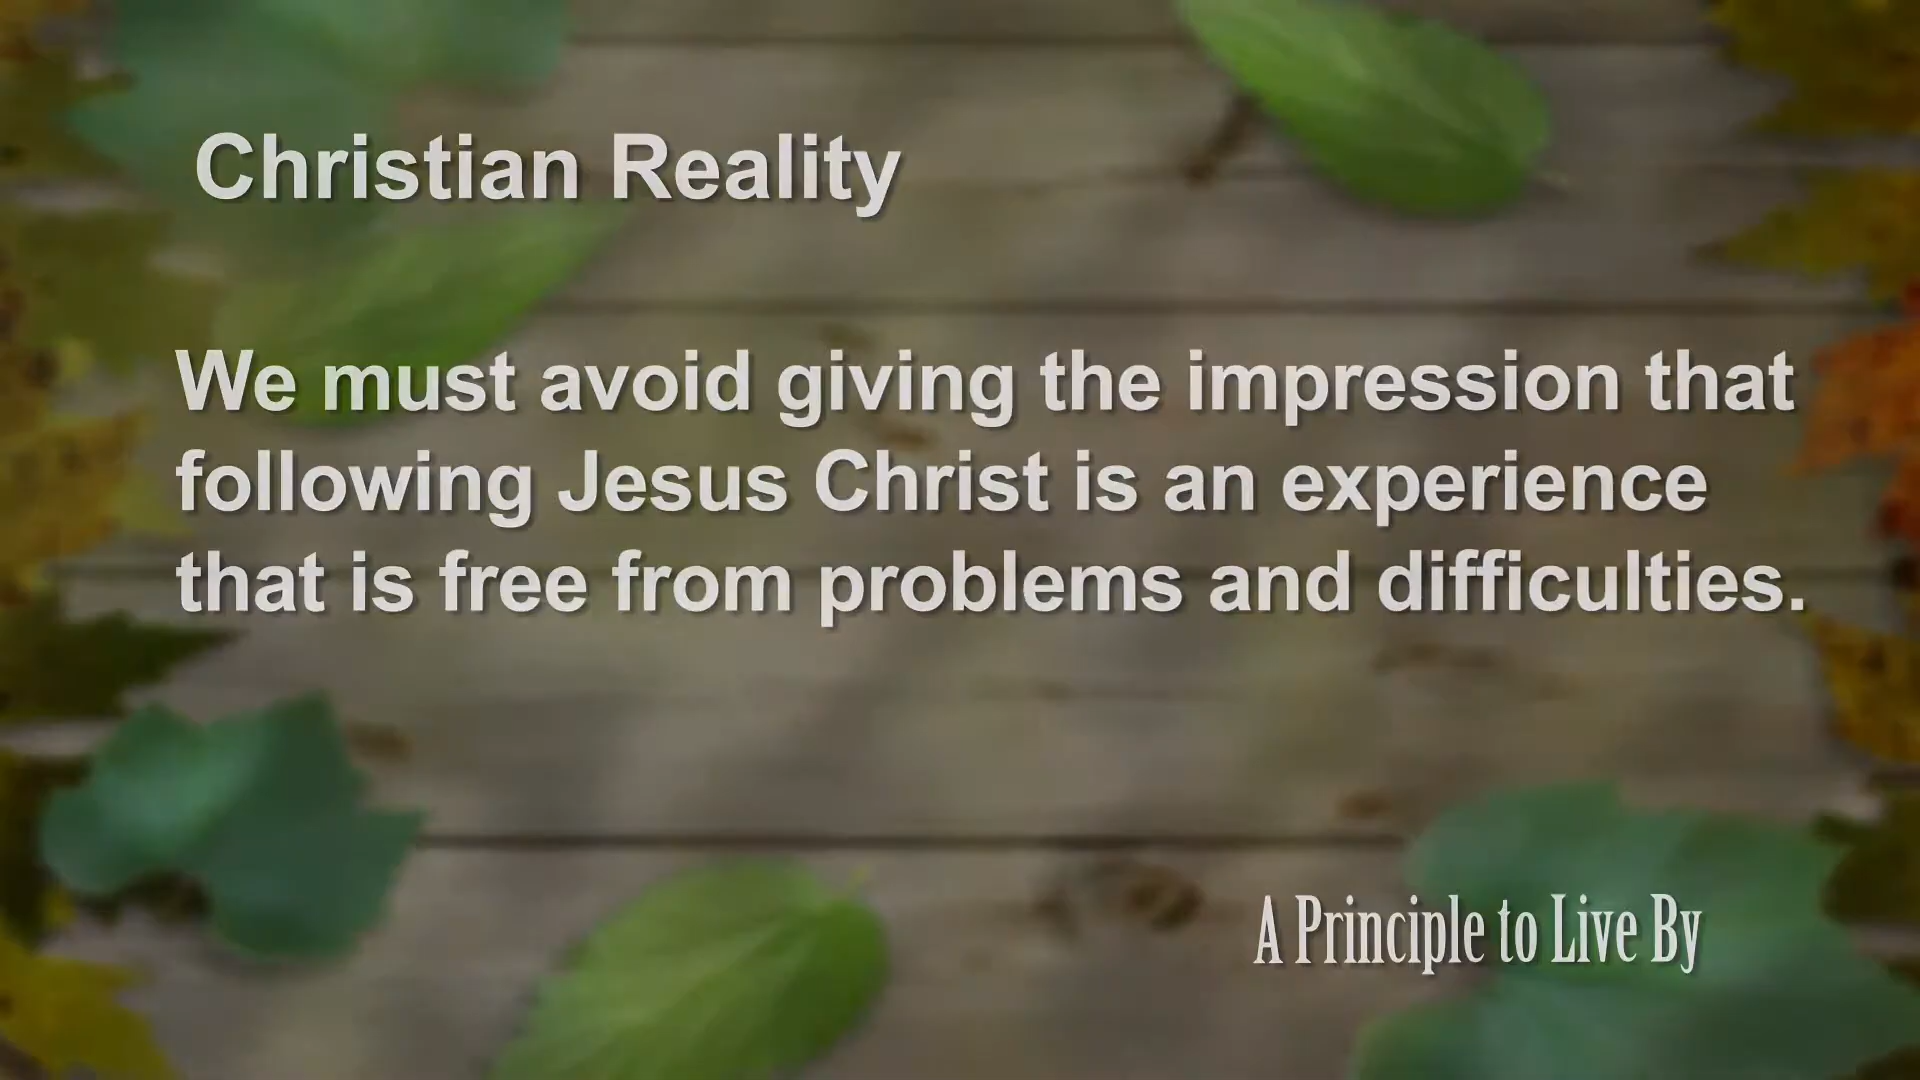 Christian Reality
We must avoid giving the impression that
following Jesus Christ is an experience
that is free from problems and difficulties.
A Principle to Live By